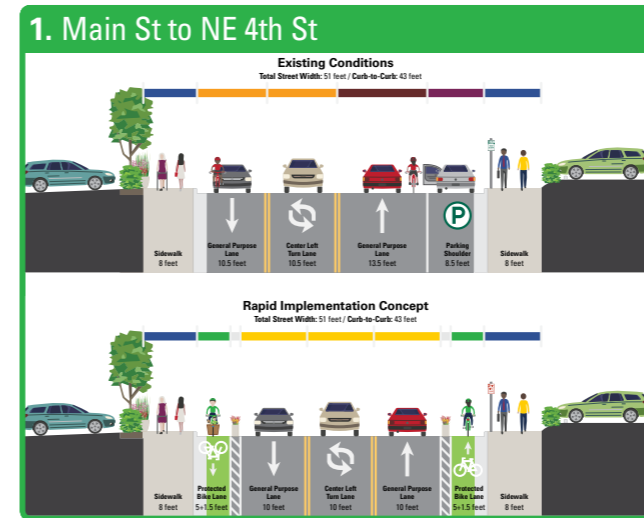 1. Main St to NE 4th St
Existing Conditions
Total Street Width: 51 feet / Curb-to-Curb: 43 feet
Sidewalk
8 feet
General Purpose
Lane
10.5 feet
Center Left
Turn Lane
10.5 feet
General Purpose
Lane
13.5 feet
P
Parking
Shoulder
8.5 feet
Sidewalk
8 feet
Rapid Implementation Concept
Total Street Width: 51 feet / Curb-to-Curb: 43 feet
Sidewalk
8 feet
Protected
Bike Lane
5+1.5 feet
General Purpose
Lane
10 feet
Center Left
Turn Lane
10 feet
General Purpose
Lane
10 feet
Protected
Bike Lane
5+1.5 feet
Sidewalk
8 feet